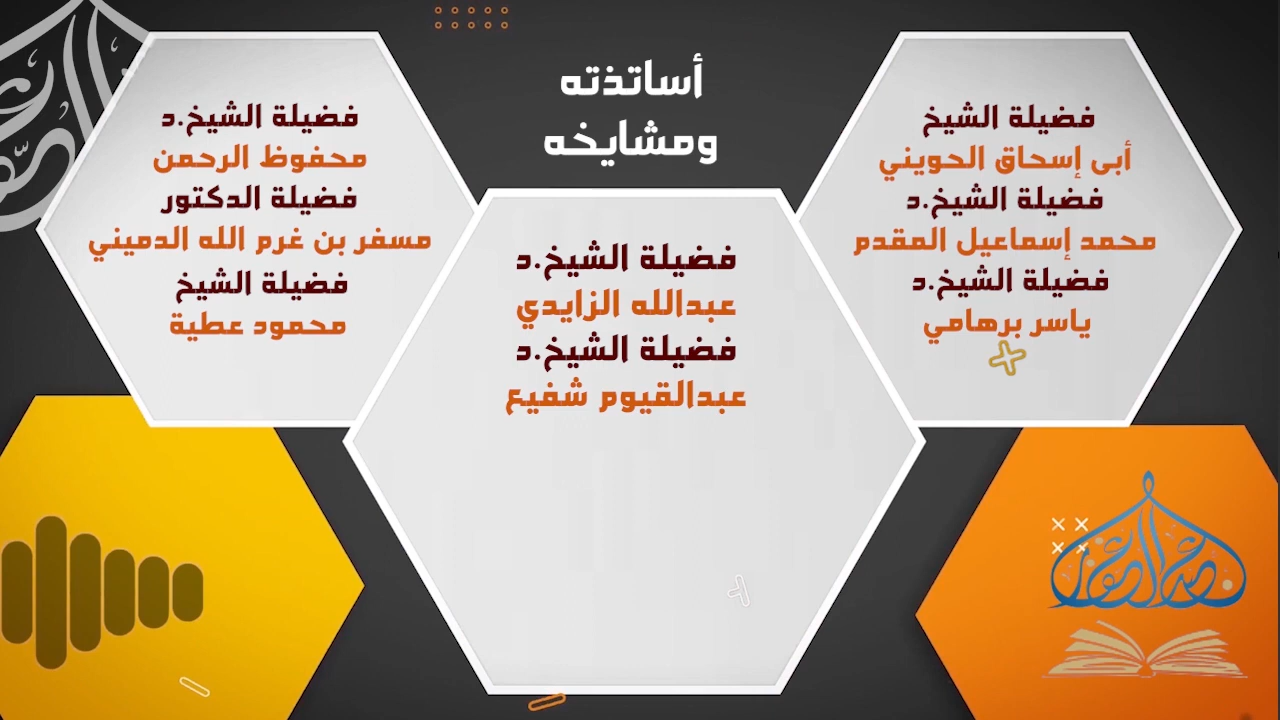 أساتذته
ومشايخه
فضيلة الشيخ
أبى إسحاق الحويني
فضيلة الشيخ.د
محمد إسماعيل المقدم
فضيلة الشيخ.د
ياسر برهامي
فضيلة الشيخ.د
عبدالله الزايدي
فضيلة الشيخ.د
عبدالقيوم شفيع
فضيلة الشيخ.د
محفوظ الرحمن
فضيلة الدكتور
مسفر بن غرم الله الدميني
فضيلة الشيخ
محمود عطية